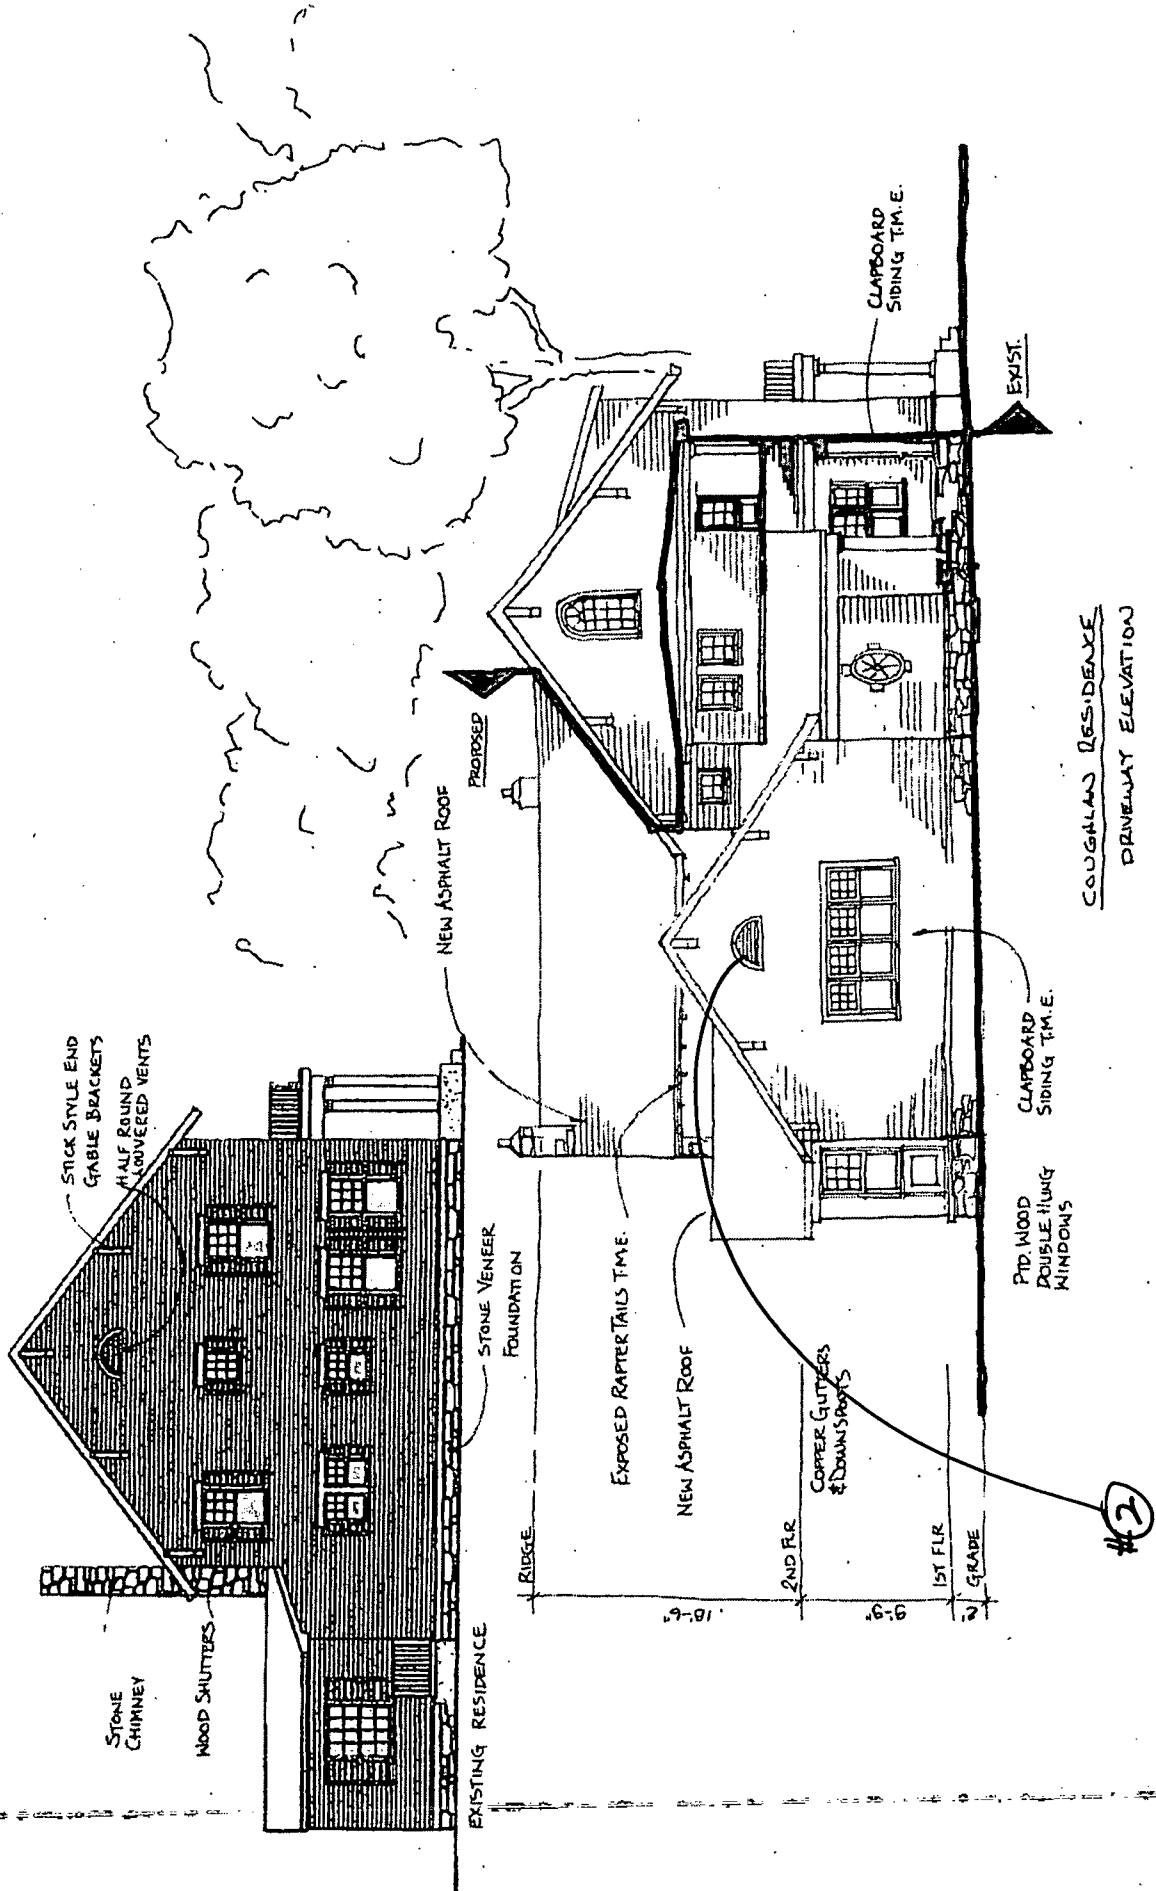 STICK STYLE END
GABLE BRACKETS
HALF ROUND
LOUVERED VENTS
STONE
CHIMNEY
WOOD SHUTTERS
STONE VENEER
FOUNDATION
EXISTING RESIDENCE
NEW ASPHALT ROOF
PROPOSED
RIDGE
EXPOSED RAFTER TAILS T.M.E.
NEW ASPHALT ROOF
18'-6"
2ND FLR
COPPER GUTTERS
& DOWNSPOUTS
9'-9"
1ST FLR
2'
GRADE
PTD. WOOD
DOUBLE HUNG
WINDOWS
CLAPBOARD
SIDING T.M.E.
CLAPBOARD
SIDING T.M.E.
EXIST.
COUGHLAN RESIDENCE
DRIVEWAY ELEVATION
#2